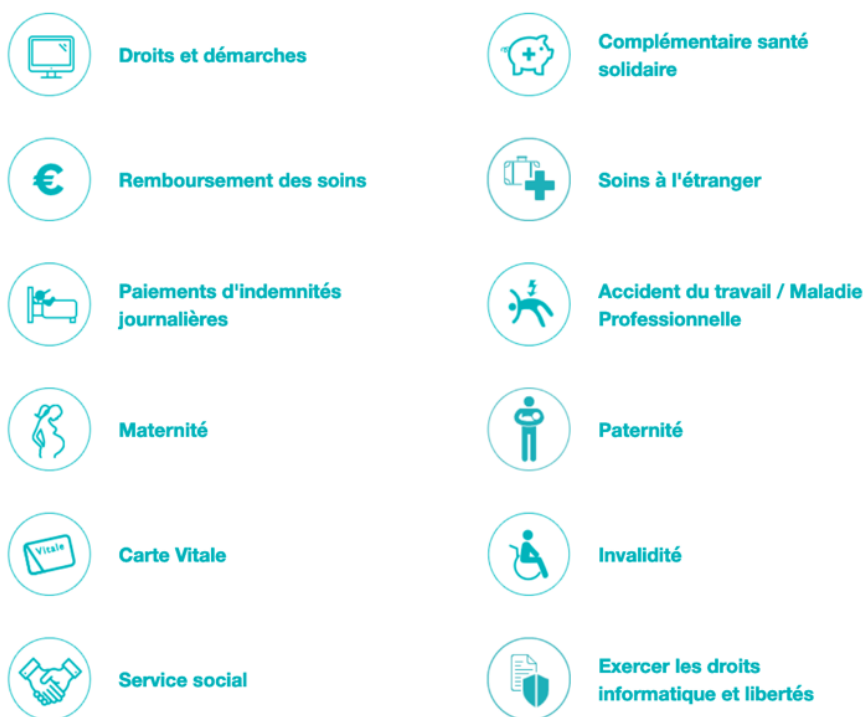 Droits et démarches
Complémentaire santé
solidaire
€
Remboursement des soins
Soins à l'étranger
Paiements d'indemnités
journalières
Accident du travail / Maladie
Professionnelle
Maternité
Paternité
Vitale
Carte Vitale
Invalidité
Service social
Exercer les droits
informatique et libertés